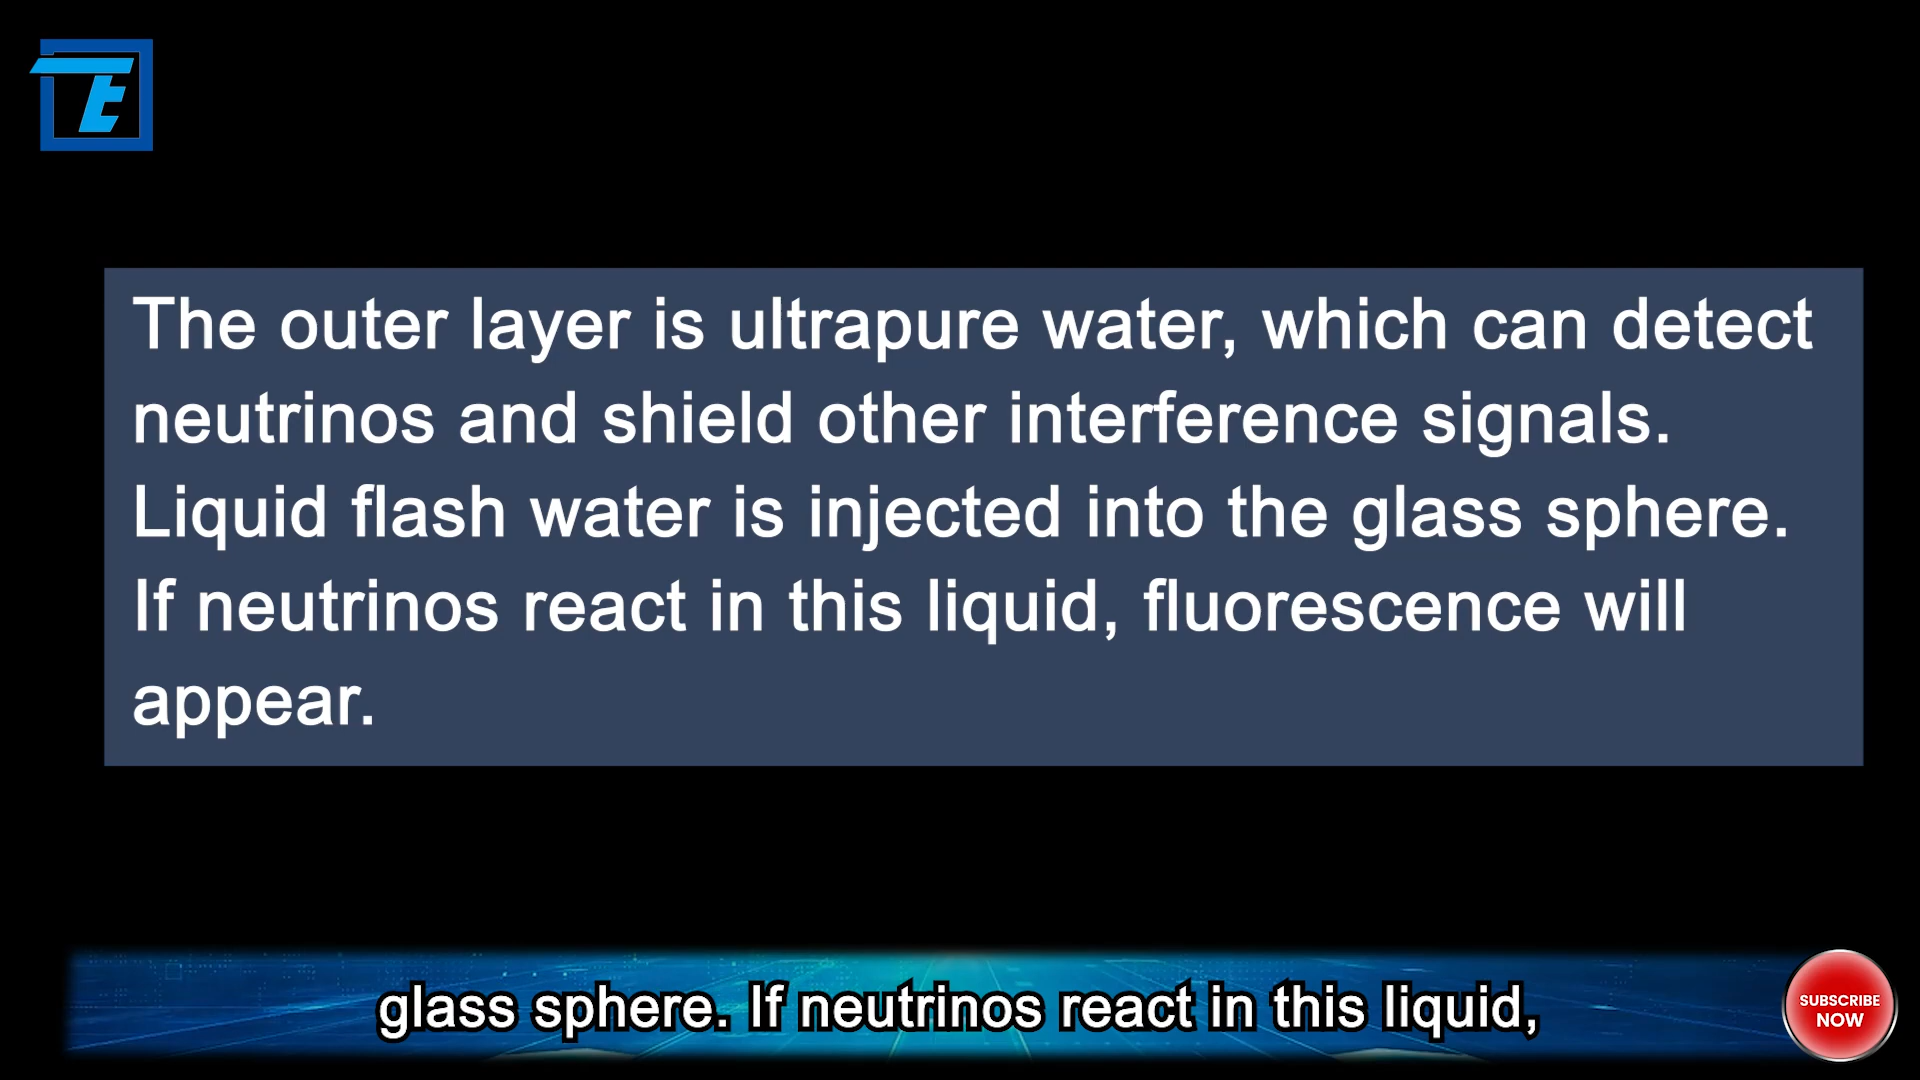 TE
The outer layer is ultrapure water, which can detect
neutrinos and shield other interference signals.
Liquid flash water is injected into the glass sphere.
If neutrinos react in this liquid, fluorescence will
appear.
glass sphere. If neutrinos react in this liquid,
SUBSCRIBE
NOW